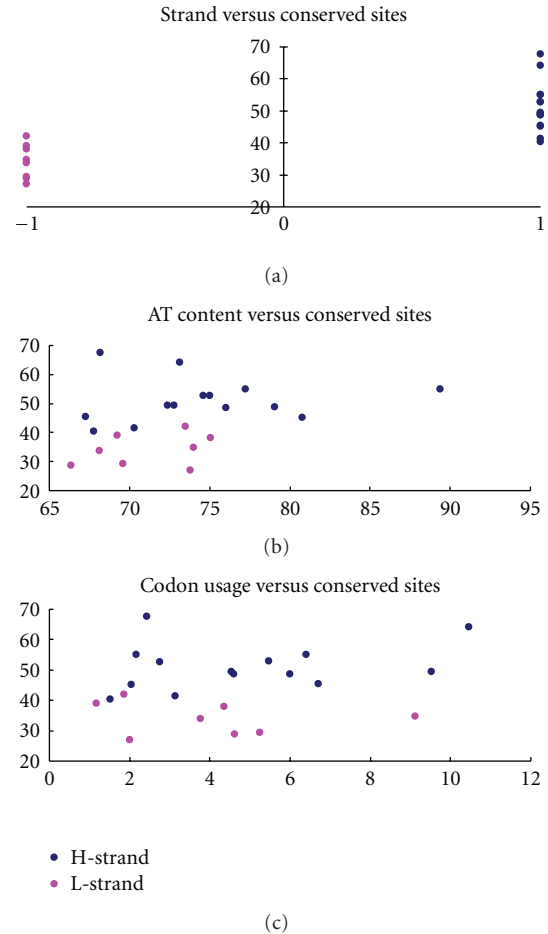 Strand versus conserved sites
70
60
50
40
30
20
−1 0 1
(a)
AT content versus conserved sites
70
60
50
40
30
20
65 70 75 80 85 90 95
(b)
Codon usage versus conserved sites
70
60
50
40
30
20
0 2 4 6 8 10 12
H-strand
L-strand
(c)